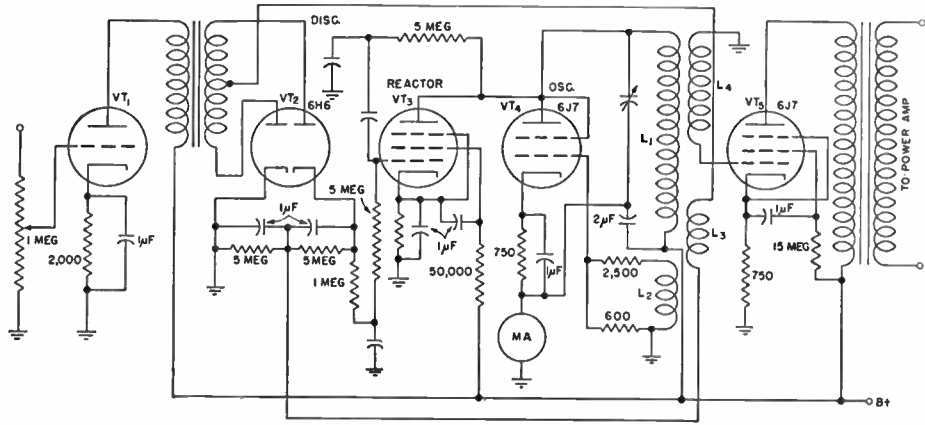 DISC.
5 MEG
REACTOR
OSC.
VT1
VT2
6H6
VT3
VT4
6J7
L1
L4
VT5
6J7
TO-POWER AMP
1 MEG
2,000
1μF
1μF
5 MEG
5 MEG
5 MEG
1 MEG
1μF
50,000
750
1μF
MA
2μF
2,500
L2
600
L3
1μF
15 MEG
750
B+